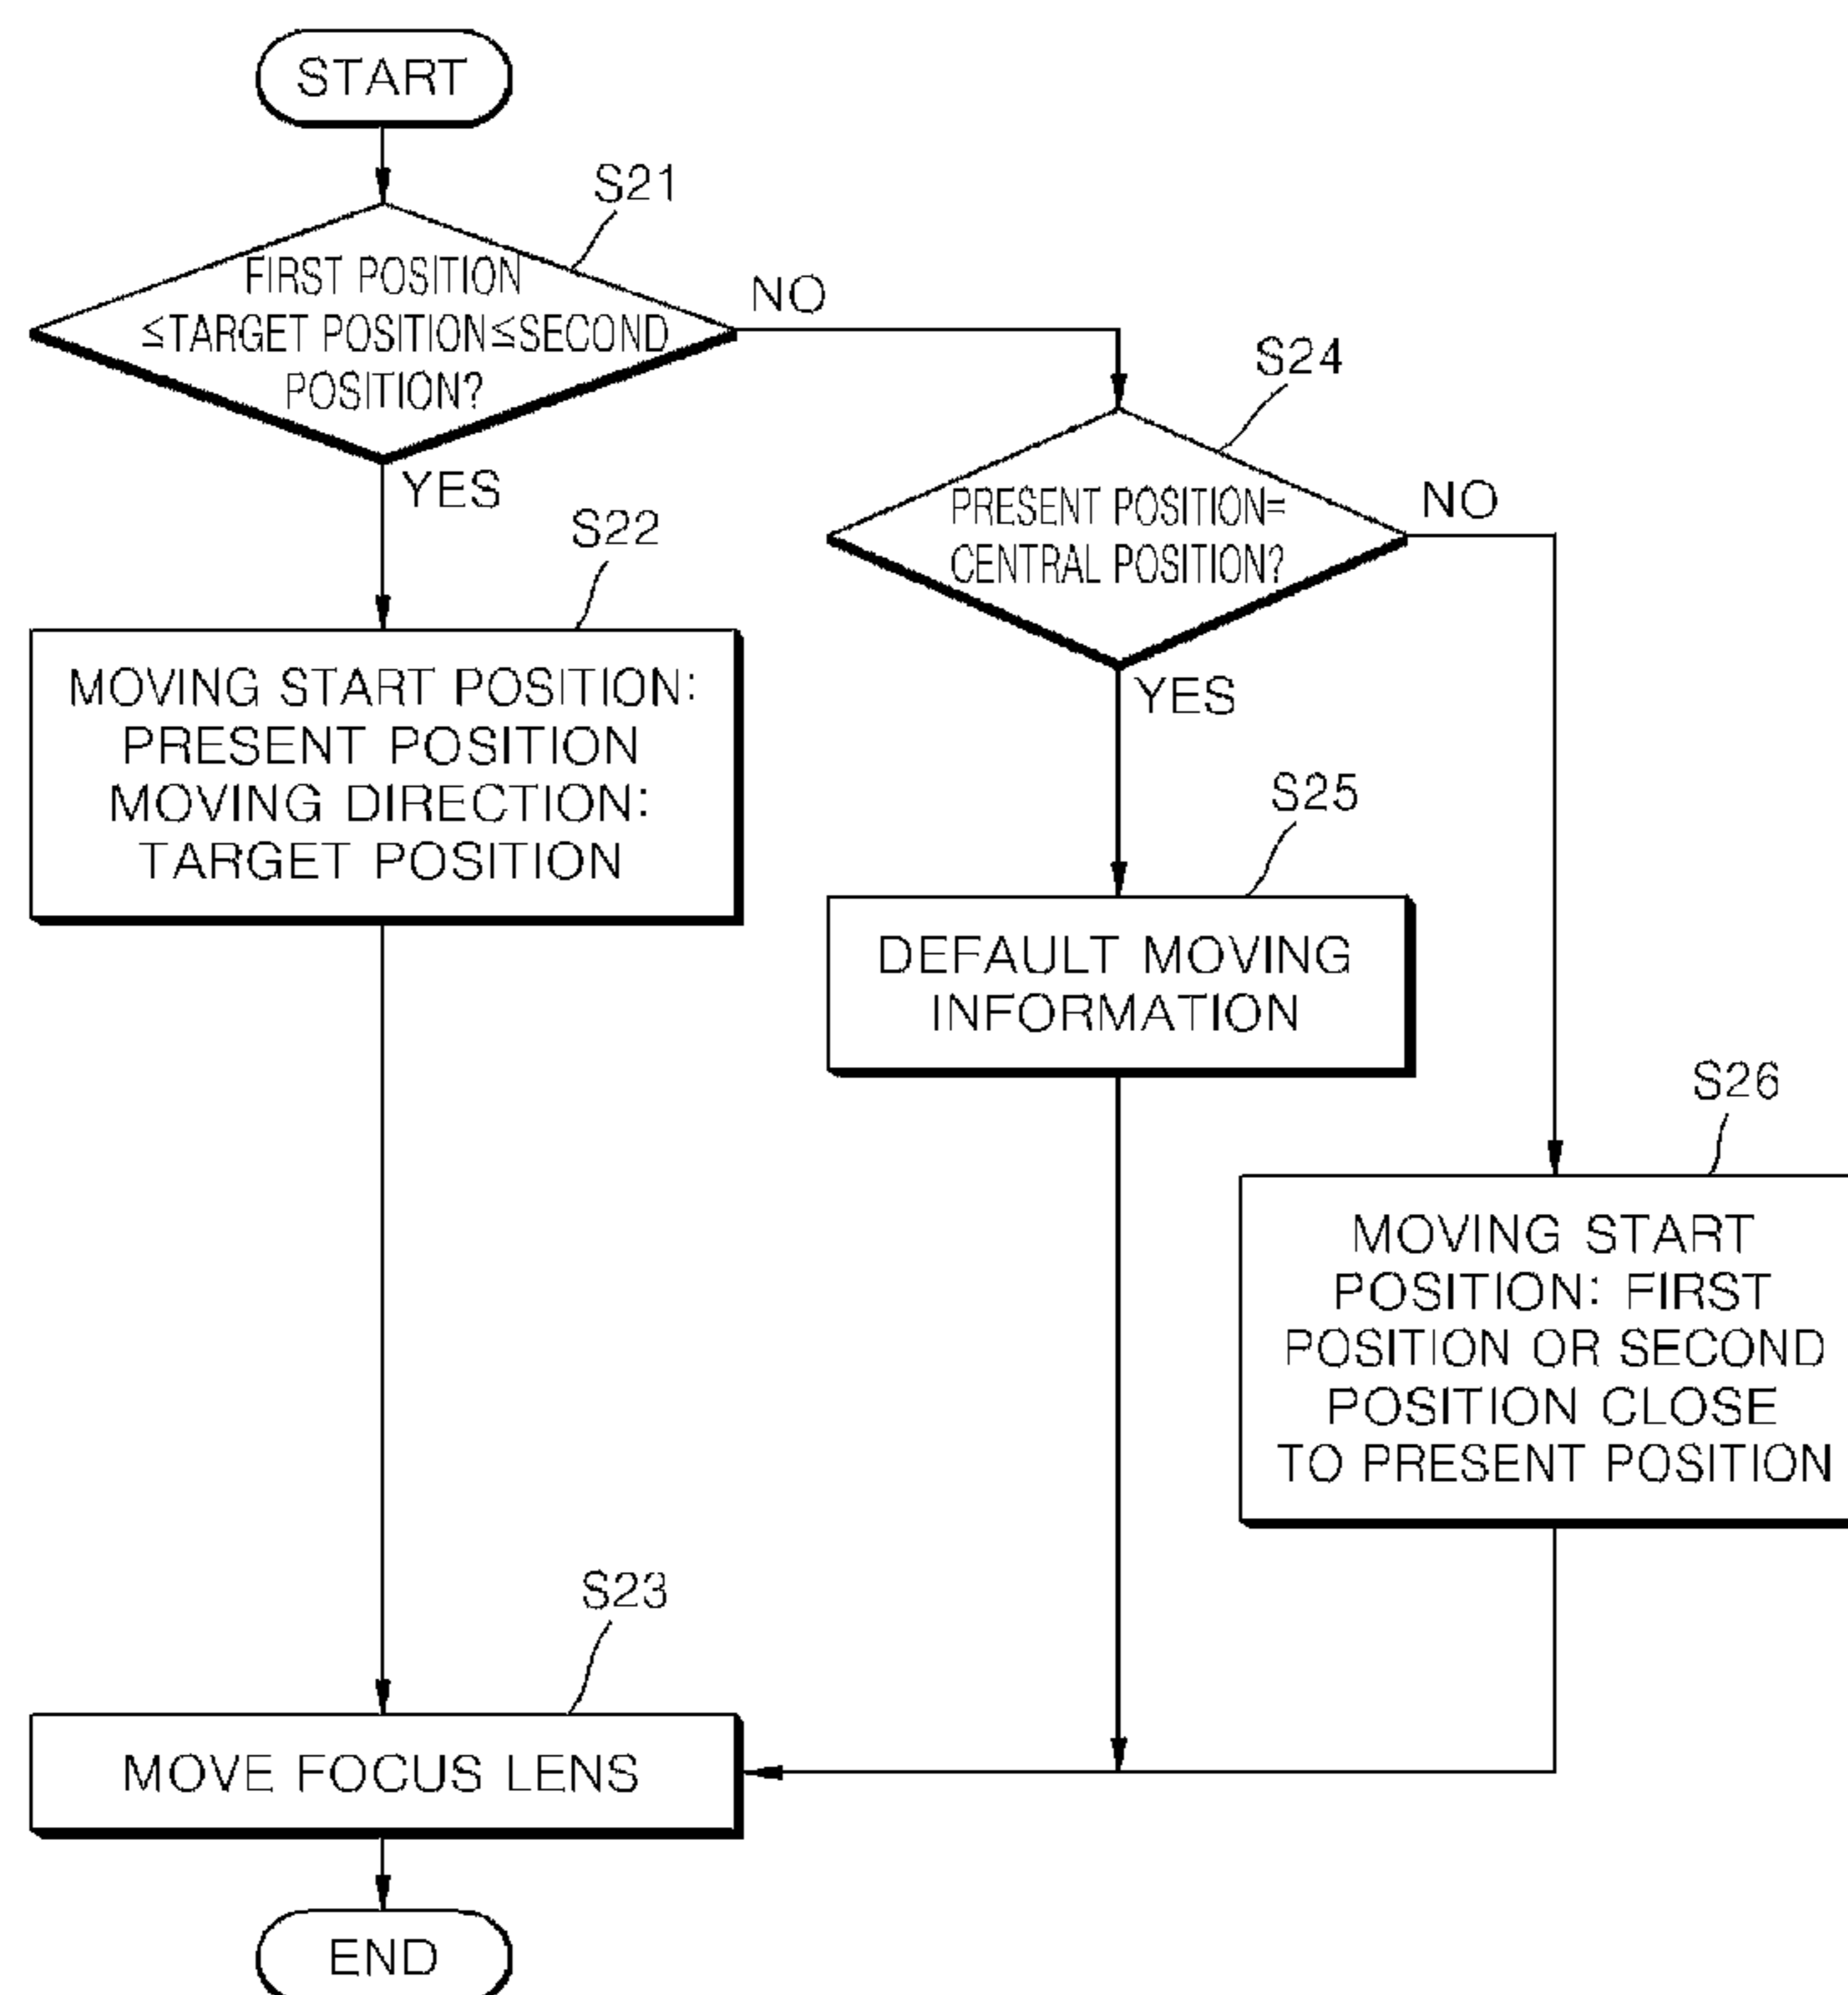 START
S21
FIRST POSITION
≤TARGET POSITION≤SECOND
POSITION?
NO
YES
S24
PRESENT POSITION=
CENTRAL POSITION?
NO
YES
S22
MOVING START POSITION:
PRESENT POSITION
MOVING DIRECTION:
TARGET POSITION
S25
DEFAULT MOVING
INFORMATION
S26
MOVING START
POSITION: FIRST
POSITION OR SECOND
POSITION CLOSE
TO PRESENT POSITION
S23
MOVE FOCUS LENS
END